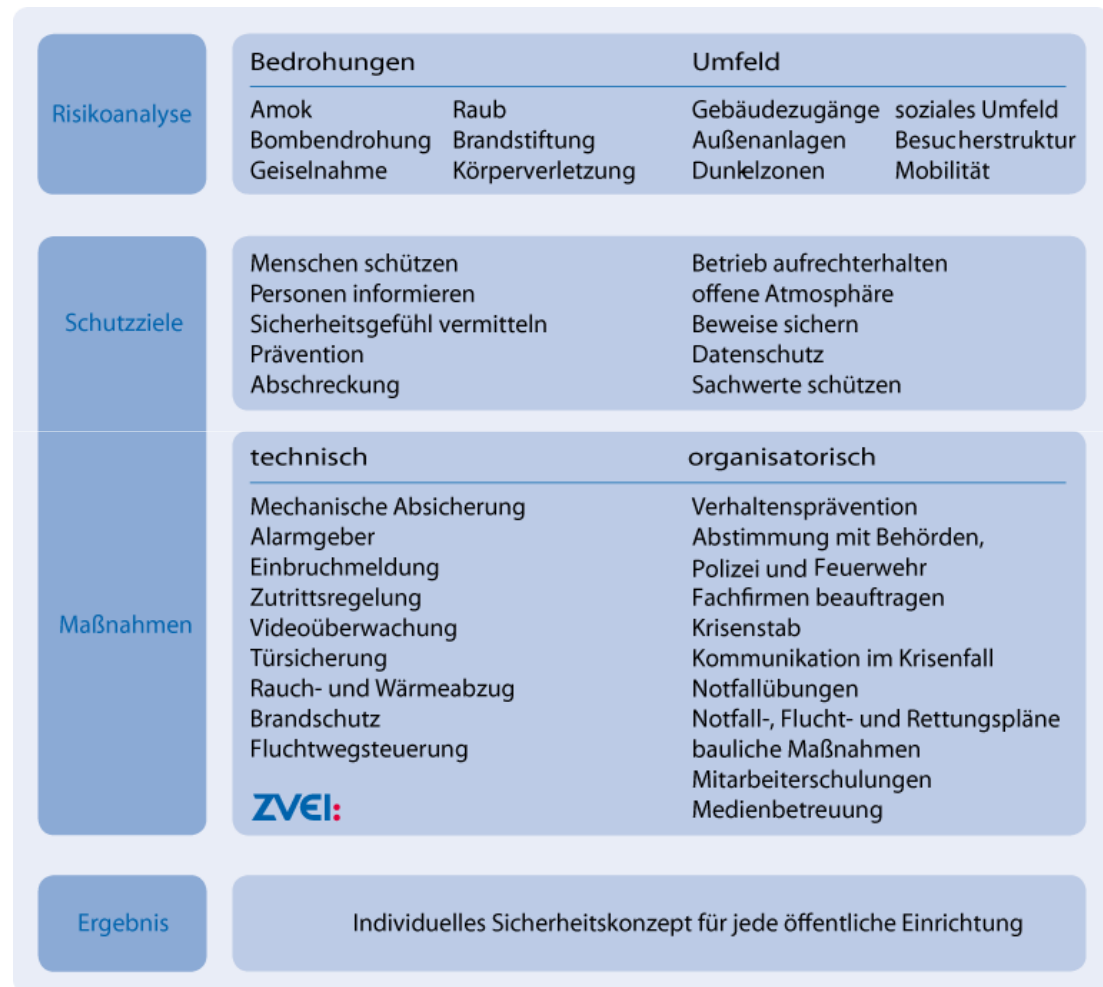 Risikoanalyse
Bedrohungen
Amok
Bombendrohung
Geiselnahme
Raub
Brandstiftung
Körperverletzung
Umfeld
Gebäudezugänge
Außenanlagen
Dunkelzonen
soziales Umfeld
Besucherstruktur
Mobilität
Schutzziele
Menschen schützen
Personen informieren
Sicherheitsgefühl vermitteln
Prävention
Abschreckung
Betrieb aufrechterhalten
offene Atmosphäre
Beweise sichern
Datenschutz
Sachwerte schützen
Maßnahmen
technisch
Mechanische Absicherung
Alarmgeber
Einbruchmeldung
Zutrittsregelung
Videoüberwachung
Türsicherung
Rauch- und Wärmeabzug
Brandschutz
Fluchtwegsteuerung
ZVEI:
organisatorisch
Verhaltensprävention
Abstimmung mit Behörden,
Polizei und Feuerwehr
Fachfirmen beauftragen
Krisenstab
Kommunikation im Krisenfall
Notfallübungen
Notfall-, Flucht- und Rettungspläne
bauliche Maßnahmen
Mitarbeiterschulungen
Medienbetreuung
Ergebnis
Individuelles Sicherheitskonzept für jede öffentliche Einrichtung